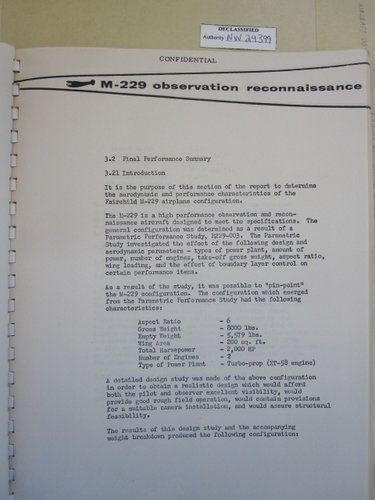 DECLASSIFIED
Authority NW 24399
CONFIDENTIAL
M-229 observation reconnaissance
3.2 Final Performance Summary
3.21 Introduction
It is the purpose of this section of the report to determine
the aerodynamic and performance characteristics of the
Fairchild M-229 airplane configuration.
The M-229 is a high performance observation and recon-
naissance aircraft designed to meet the specifications. The
general configuration was determined as a result of a
Parametric Performance Study, R229-003. The Parametric
Study investigated the effect of the following design and
aerodynamic parameters - types of power plant, amount of
power, number of engines, take-off gross weight, aspect ratio,
wing loading, and the effect of boundary layer control on
certain performance items.
As a result of the study, it was possible to "pin-point"
the M-229 configuration. The configuration which emerged
from the Parametric Performance Study had the following
characteristics:
Aspect Ratio - 6
Gross Weight - 8000 lbs.
Empty Weight - 5,579 lbs.
Wing Area - 200 sq. ft.
Total Horsepower - 2,000 HP
Number of Engines - 2
Type of Power Plant - Turbo-prop (XT-58 engine)
A detailed design study was made of the above configuration
in order to obtain a realistic design which would afford
both the pilot and observer excellent visibility, would
provide good rough field operation, would contain provisions
for a suitable camera installation, and would assure structural
feasibility.
The results of this design study and the accompanying
weight breakdown produced the following configuration: